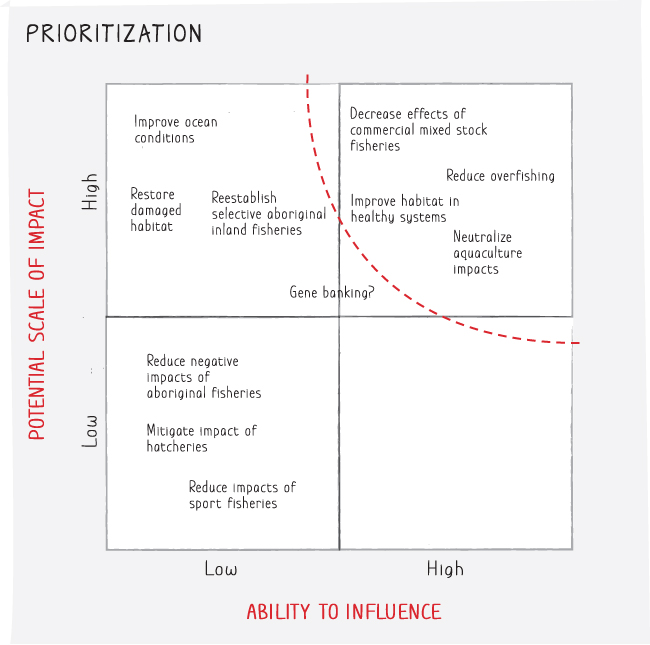 PRIORITIZATION
Improve ocean
conditions
Restore
damaged
habitat
Reestablish
selective aboriginal
inland fisheries
Decrease effects of
commercial mixed stock
fisheries
Reduce overfishing
Improve habitat in
healthy systems
Neutralize
aquaculture
impacts
Gene banking?
Reduce negative
impacts of
aboriginal fisheries
Mitigate impact of
hatcheries
Reduce impacts of
sport fisheries
High
Low
POTENTIAL SCALE OF IMPACT
Low
High
ABILITY TO INFLUENCE